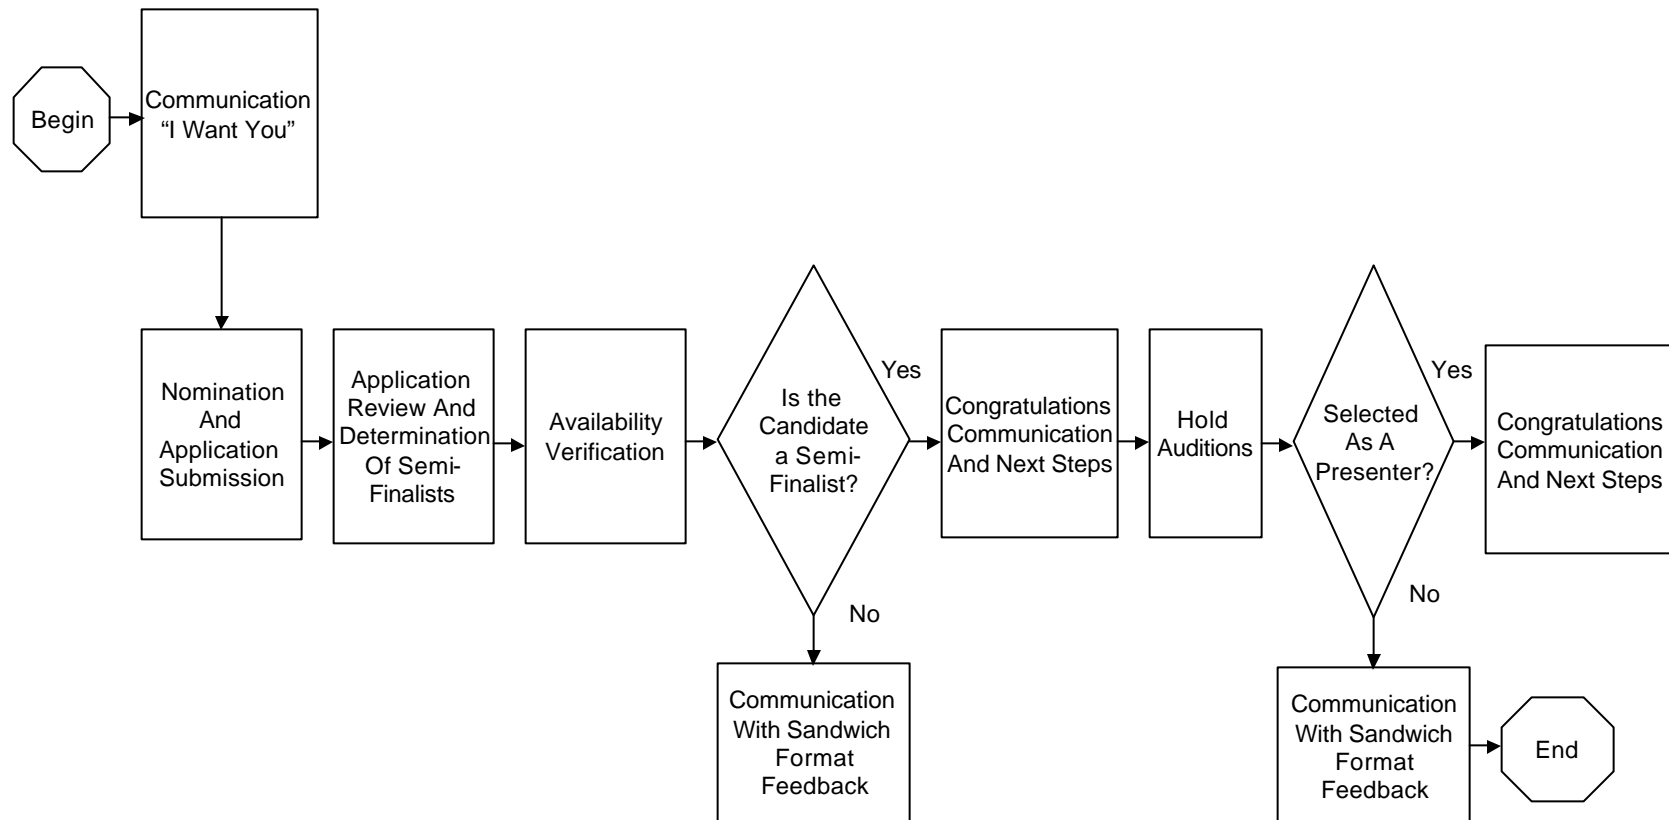 Begin
Communication
“I Want You”
Nomination
And
Application
Submission
Application
Review And
Determination
Of Semi-
Finalists
Availability
Verification
Is the
Candidate
a Semi-
Finalist?
Yes
No
Congratulations
Communication
And Next Steps
Hold
Auditions
Selected
As A
Presenter?
Yes
No
Congratulations
Communication
And Next Steps
Communication
With Sandwich
Format
Feedback
Communication
With Sandwich
Format
Feedback
End